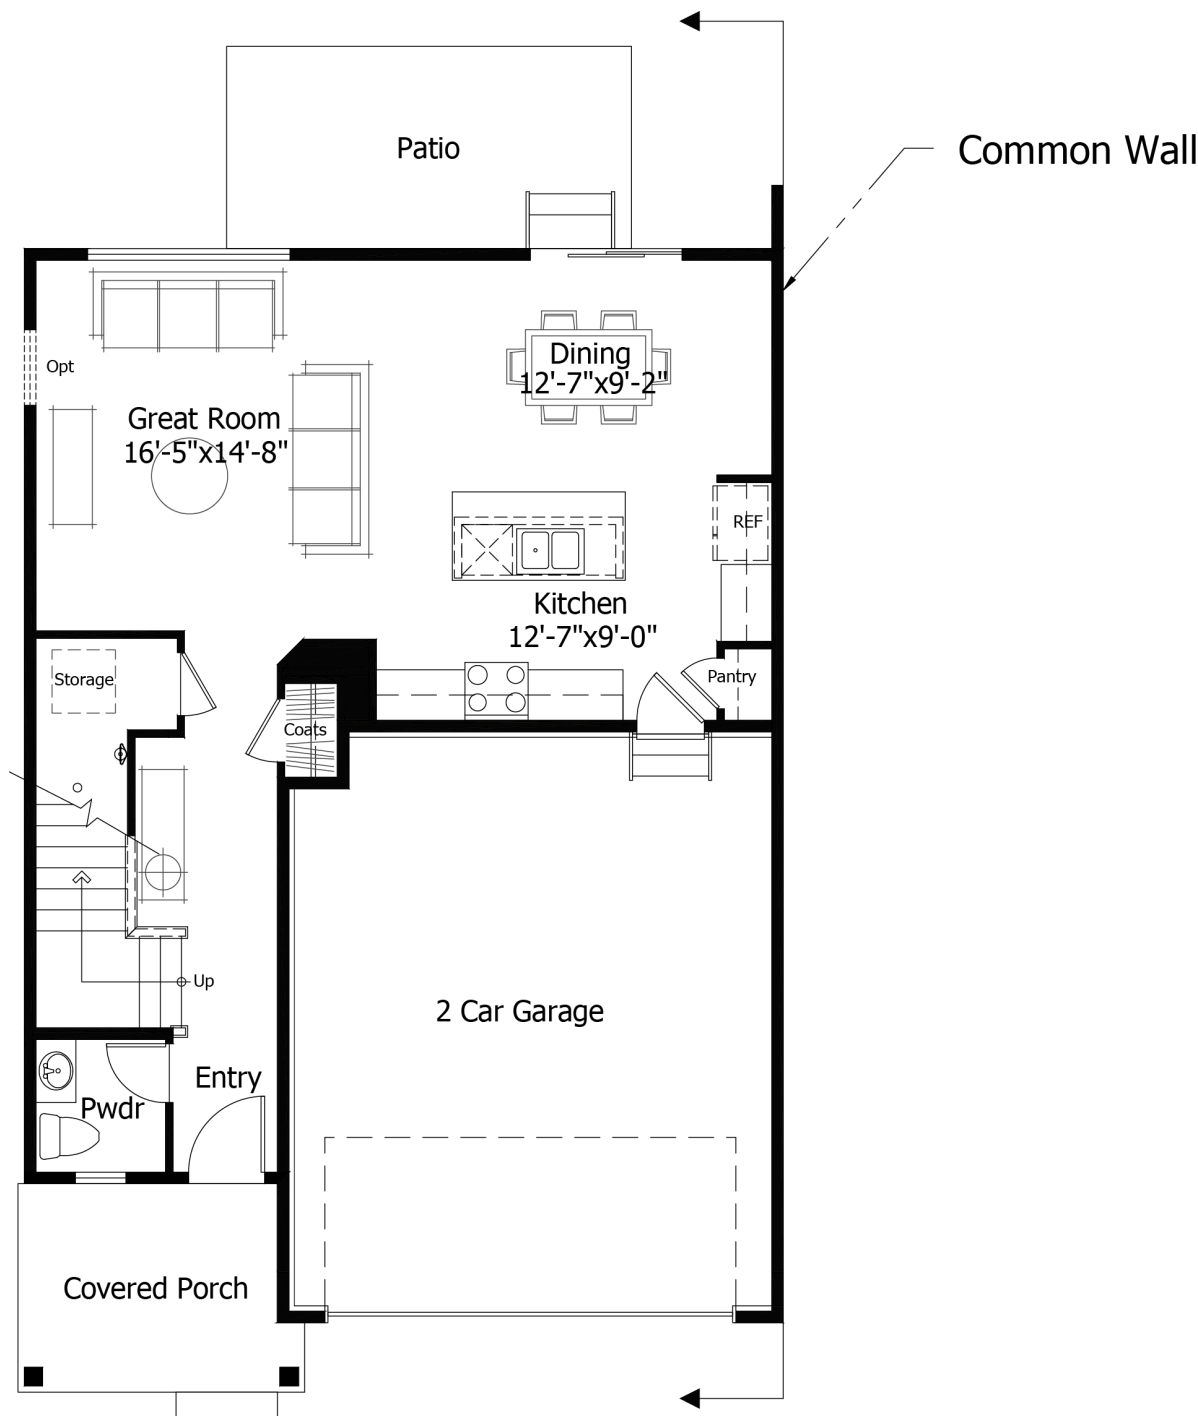 Patio
Common Wall
Dining
12'-7"x9'-2"
Opt
Great Room
16'-5"x14'-8"
REF
Kitchen
12'-7"x9'-0"
Storage
Pantry
Coats
Up
2 Car Garage
Entry
Pwdr
Covered Porch